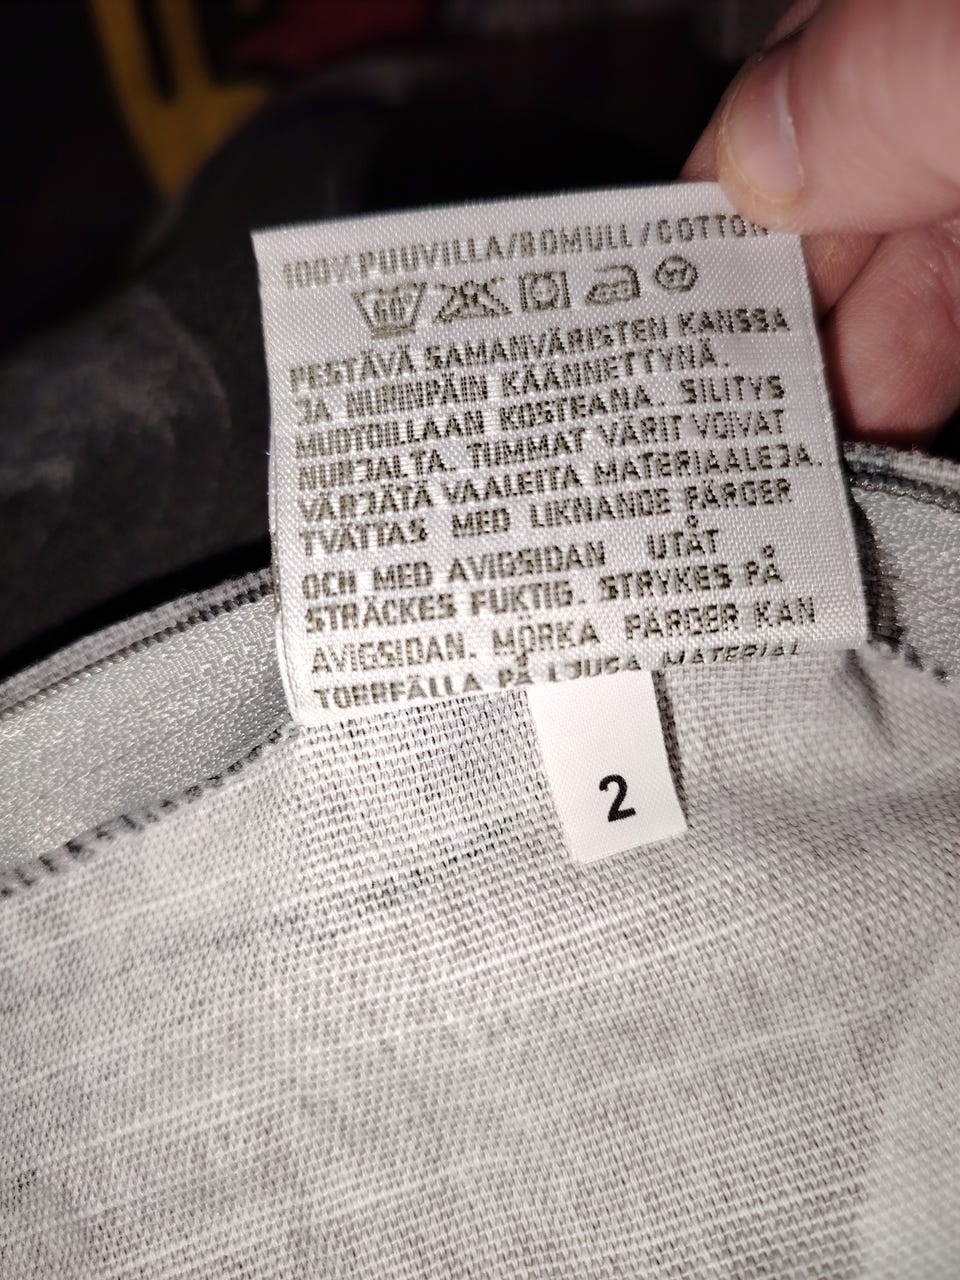 100% PUUVILLA/BOMULL/COTTON
60
PESTÄVÄ SAMANVÄRISTEN KANSSA
JA NURINPÄIN KÄÄNNETTYNÄ.
MUOTOILLAAN KOSTEANA. SILITYS
NURJALTA. TUMMAT VÄRIT VOIVAT
VÄRJÄTÄ VAALEITA MATERIAALEJA.
TVÄTTAS MED LIKNANDE FÄRGER
OCH MED AVIGSIDAN UTÅT
STRÄCKES FUKTIG. STRYKES PÅ
AVIGSIDAN. MÖRKA FÄRGER KAN
TORRFÄLLA PÅ LJUSA MATERIAL
2